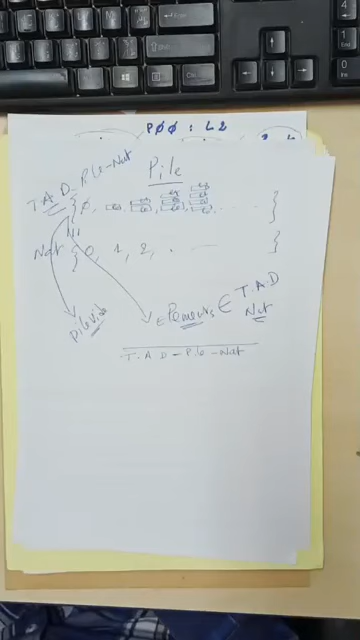 POO : L2
Pile
T.A.D-Pile-Nat { ∅, , , , ..... }
Nat { 0, 1, 2, . ..... }
Pilevide
Elements ∈ T.A.D Nat
T.A.D-Pile-Nat